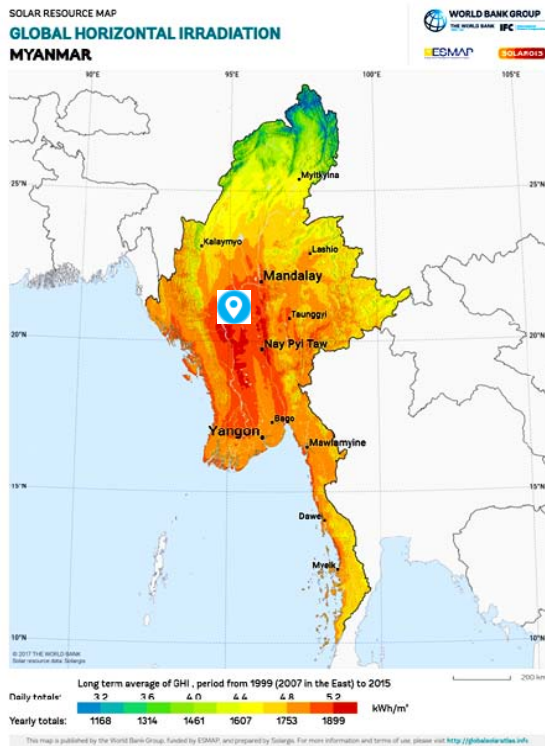 SOLAR RESOURCE MAP
GLOBAL HORIZONTAL IRRADIATION
MYANMAR
WORLD BANK GROUP
THE WORLD BANK IFC
ESMAP
SOLARGIS
90°E 95°E 100°E 105°E
Myitkyina
25°N 25°N
Kalaymyo
Lashio
Mandalay
Taunggyi
20°N 20°N
Nay Pyi Taw
Bago
Yangon
Mawlamyine
15°N 15°N
Dawei
Myeik
10°N 10°N
© 2017 THE WORLD BANK
Solar resource data: Solargis
200 km
Long term average of GHI, period from 1999 (2007 in the East) to 2015
Daily totals: 3.2 3.6 4.0 4.4 4.8 5.2
kWh/m²
Yearly totals: 1168 1314 1461 1607 1753 1899
This map is published by the World Bank Group, funded by ESMAP, and prepared by Solargis. For more information and terms of use, please visit http://globalsolaratlas.info